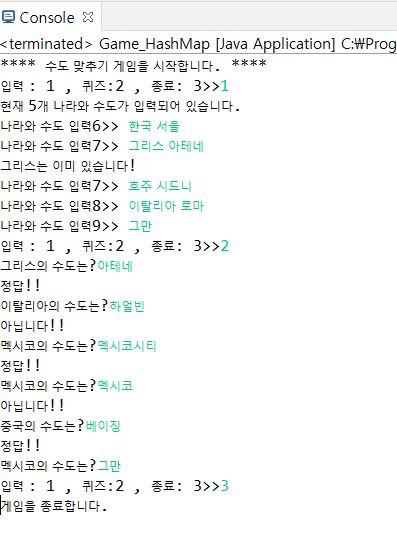 Console
<terminated> Game_HashMap [Java Application] C:\Prog
**** 수도 맞추기 게임을 시작합니다. ****
입력 : 1 , 퀴즈:2 , 종료: 3>>1
현재 5개 나라와 수도가 입력되어 있습니다.
나라와 수도 입력6>> 한국 서울
나라와 수도 입력7>> 그리스 아테네
그리스는 이미 있습니다!
나라와 수도 입력7>> 호주 시드니
나라와 수도 입력8>> 이탈리아 로마
나라와 수도 입력9>> 그만
입력 : 1 , 퀴즈:2 , 종료: 3>>2
그리스의 수도는?아테네
정답!!
이탈리아의 수도는?하얼빈
아닙니다!!
멕시코의 수도는?멕시코시티
정답!!
멕시코의 수도는?멕시코
아닙니다!!
중국의 수도는?베이징
정답!!
멕시코의 수도는?그만
입력 : 1 , 퀴즈:2 , 종료: 3>>3
게임을 종료합니다.